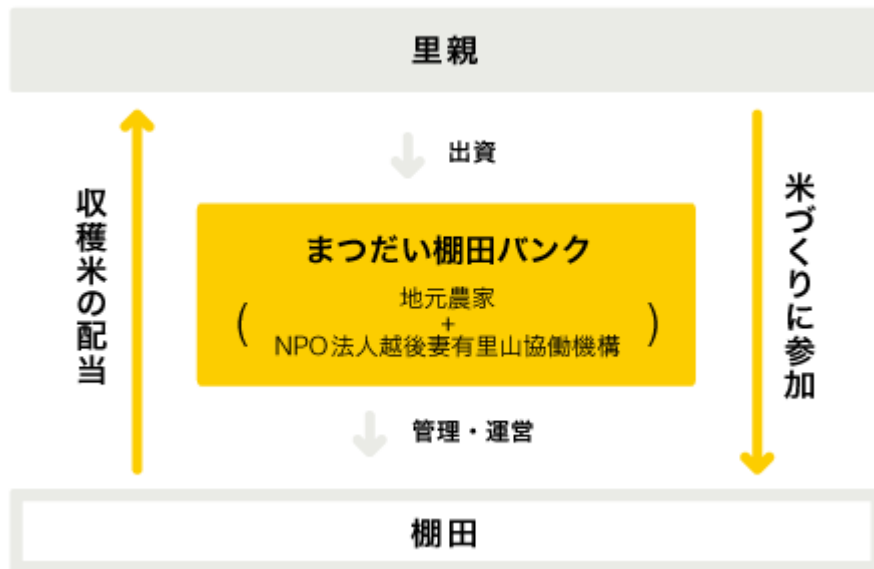 里親
出資
収穫米の配当
米づくりに参加
まつだい棚田バンク
(地元農家
+
NPO法人越後妻有里山協働機構)
管理・運営
棚田